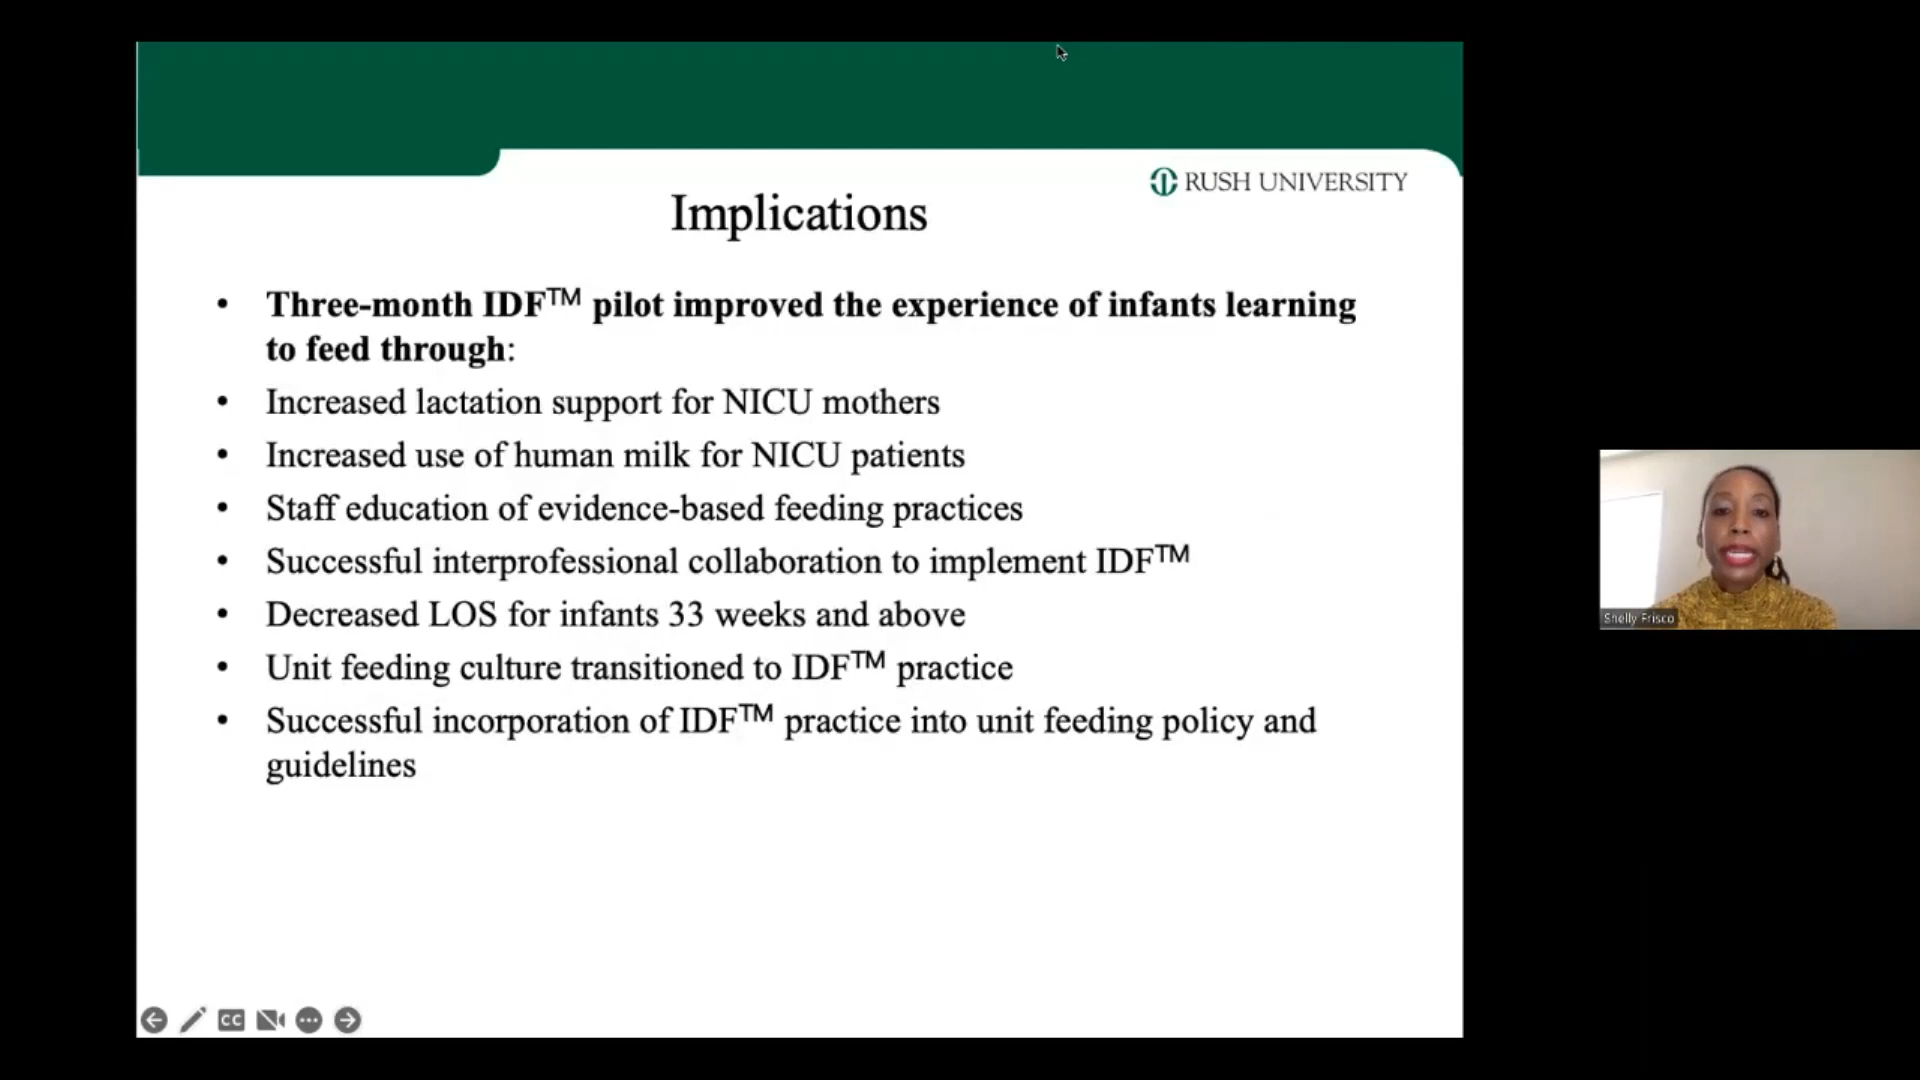 RUSH UNIVERSITY
Implications
• Three-month IDF™ pilot improved the experience of infants learning
to feed through:
• Increased lactation support for NICU mothers
• Increased use of human milk for NICU patients
• Staff education of evidence-based feeding practices
• Successful interprofessional collaboration to implement IDF™
• Decreased LOS for infants 33 weeks and above
• Unit feeding culture transitioned to IDF™ practice
• Successful incorporation of IDF™ practice into unit feeding policy and
guidelines
Shelly Frisco
CC